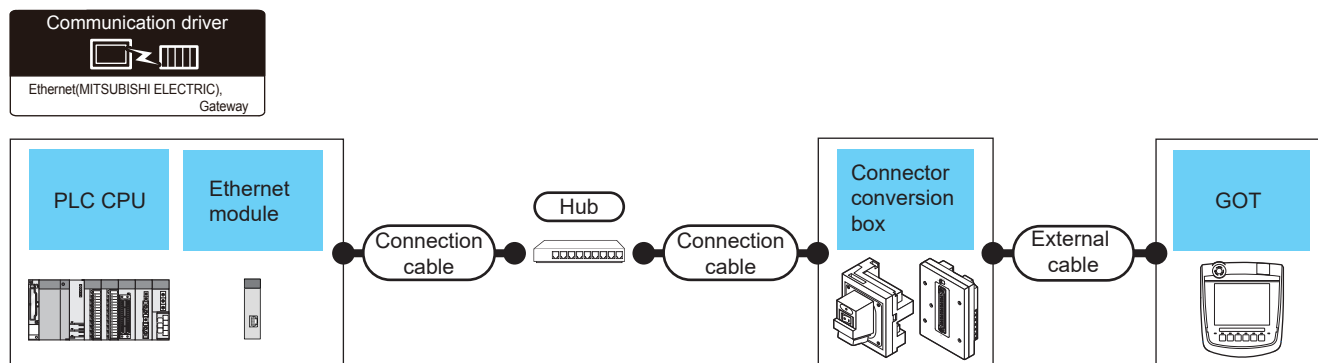 Communication driver
Ethernet(MITSUBISHI ELECTRIC),
Gateway
PLC CPU
Ethernet
module
Connection
cable
Hub
Connection
cable
Connector
conversion
box
External
cable
GOT